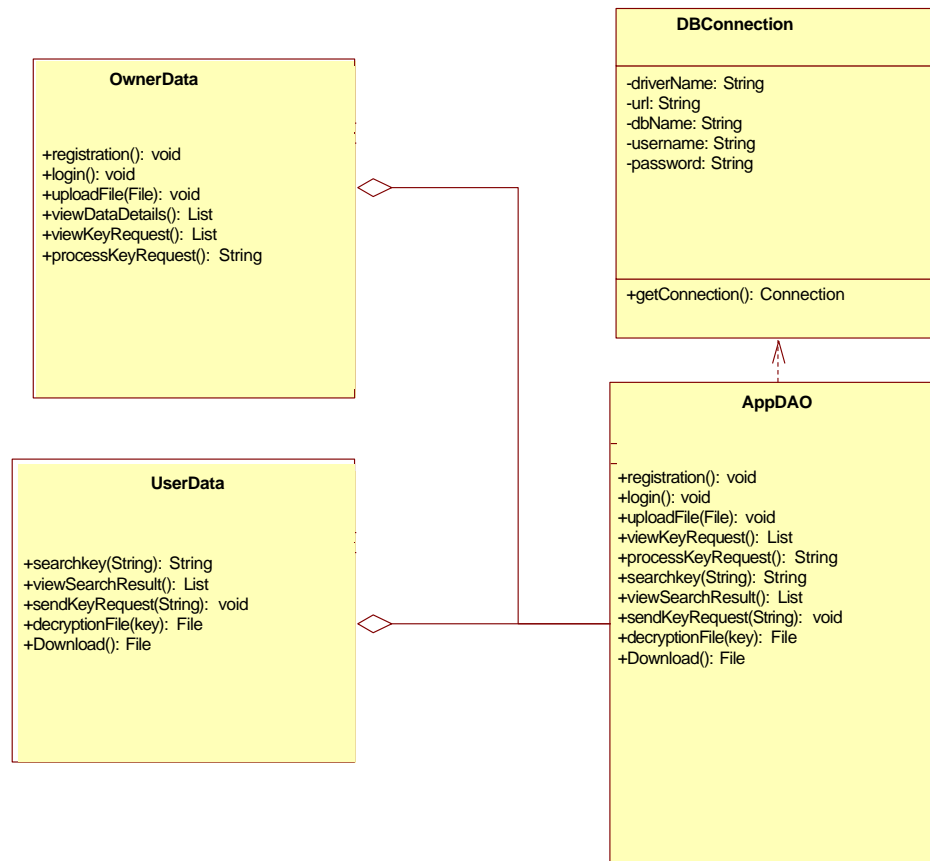 OwnerData
+registration(): void
+login(): void
+uploadFile(File): void
+viewDataDetails(): List
+viewKeyRequest(): List
+processKeyRequest(): String
UserData
+searchkey(String): String
+viewSearchResult(): List
+sendKeyRequest(String): void
+decryptionFile(key): File
+Download(): File
DBConnection
-driverName: String
-url: String
-dbName: String
-username: String
-password: String
+getConnection(): Connection
AppDAO
+registration(): void
+login(): void
+uploadFile(File): void
+viewKeyRequest(): List
+processKeyRequest(): String
+searchkey(String): String
+viewSearchResult(): List
+sendKeyRequest(String): void
+decryptionFile(key): File
+Download(): File